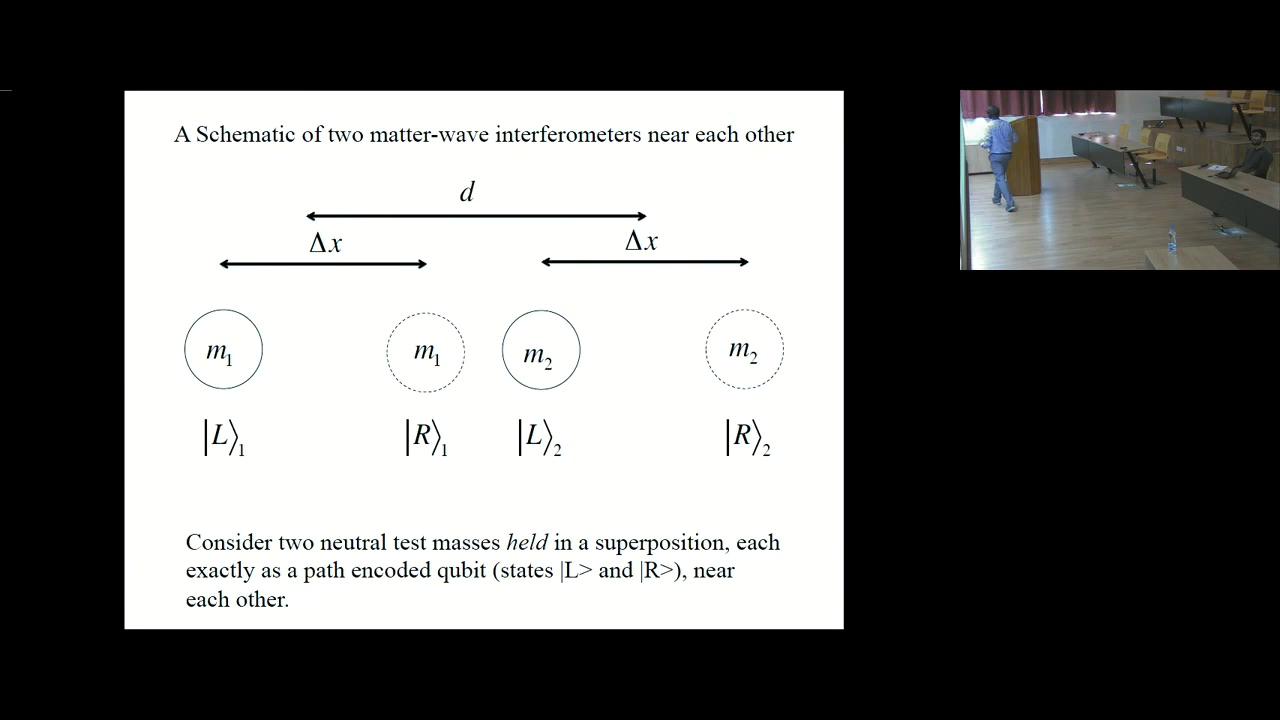 A Schematic of two matter-wave interferometers near each other
d
Δx Δx
m₁ m₁ m₂ m₂
|L⟩₁ |R⟩₁ |L⟩₂ |R⟩₂
Consider two neutral test masses held in a superposition, each
exactly as a path encoded qubit (states |L> and |R>), near
each other.